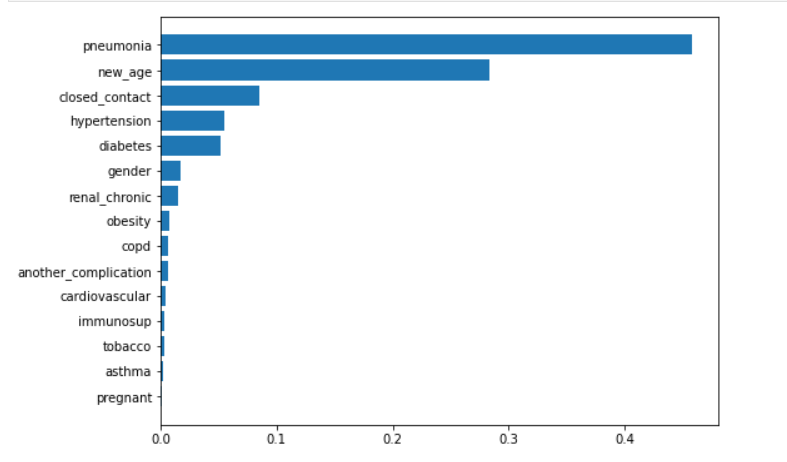 pneumonia
new_age
closed_contact
hypertension
diabetes
gender
renal_chronic
obesity
copd
another_complication
cardiovascular
immunosup
tobacco
asthma
pregnant
0.0 0.1 0.2 0.3 0.4